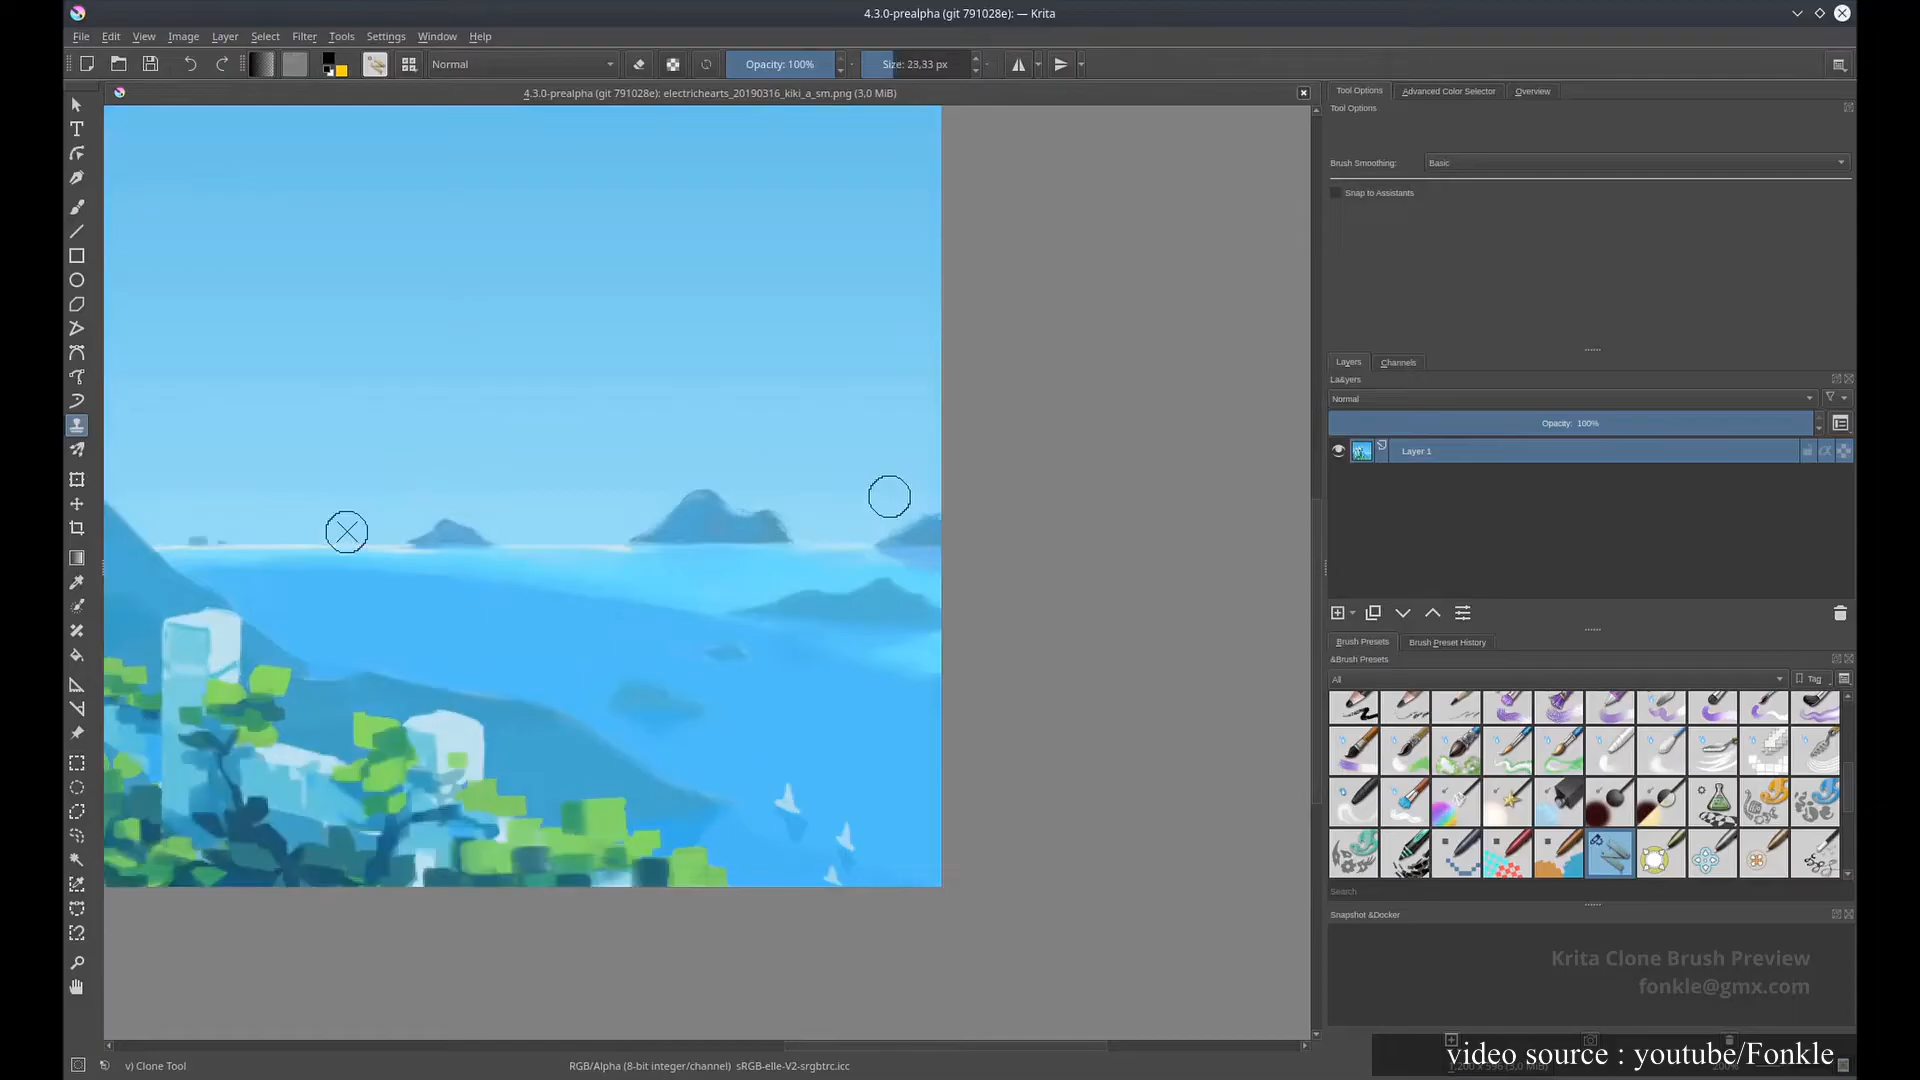 4.3.0-prealpha (git 791028e): — Krita
File Edit View Image Layer Select Filter Tools Settings Window Help
Normal Opacity: 100% Size: 23,33 px
4.3.0-prealpha (git 791028e): electrichearts_20190316_kiki_a_sm.png (3,0 MiB)
Tool Options Advanced Color Selector Overview
Tool Options
Brush Smoothing: Basic
Snap to Assistants
Layers Channels
La&yers
Normal
Opacity: 100%
Layer 1
Brush Presets Brush Preset History
&Brush Presets
All Tag
Search
Snapshot &Docker
Krita Clone Brush Preview
fonkle@gmx.com
video source : youtube/Fonkle
v) Clone Tool RGB/Alpha (8-bit integer/channel) sRGB-elle-V2-srgbtrc.icc